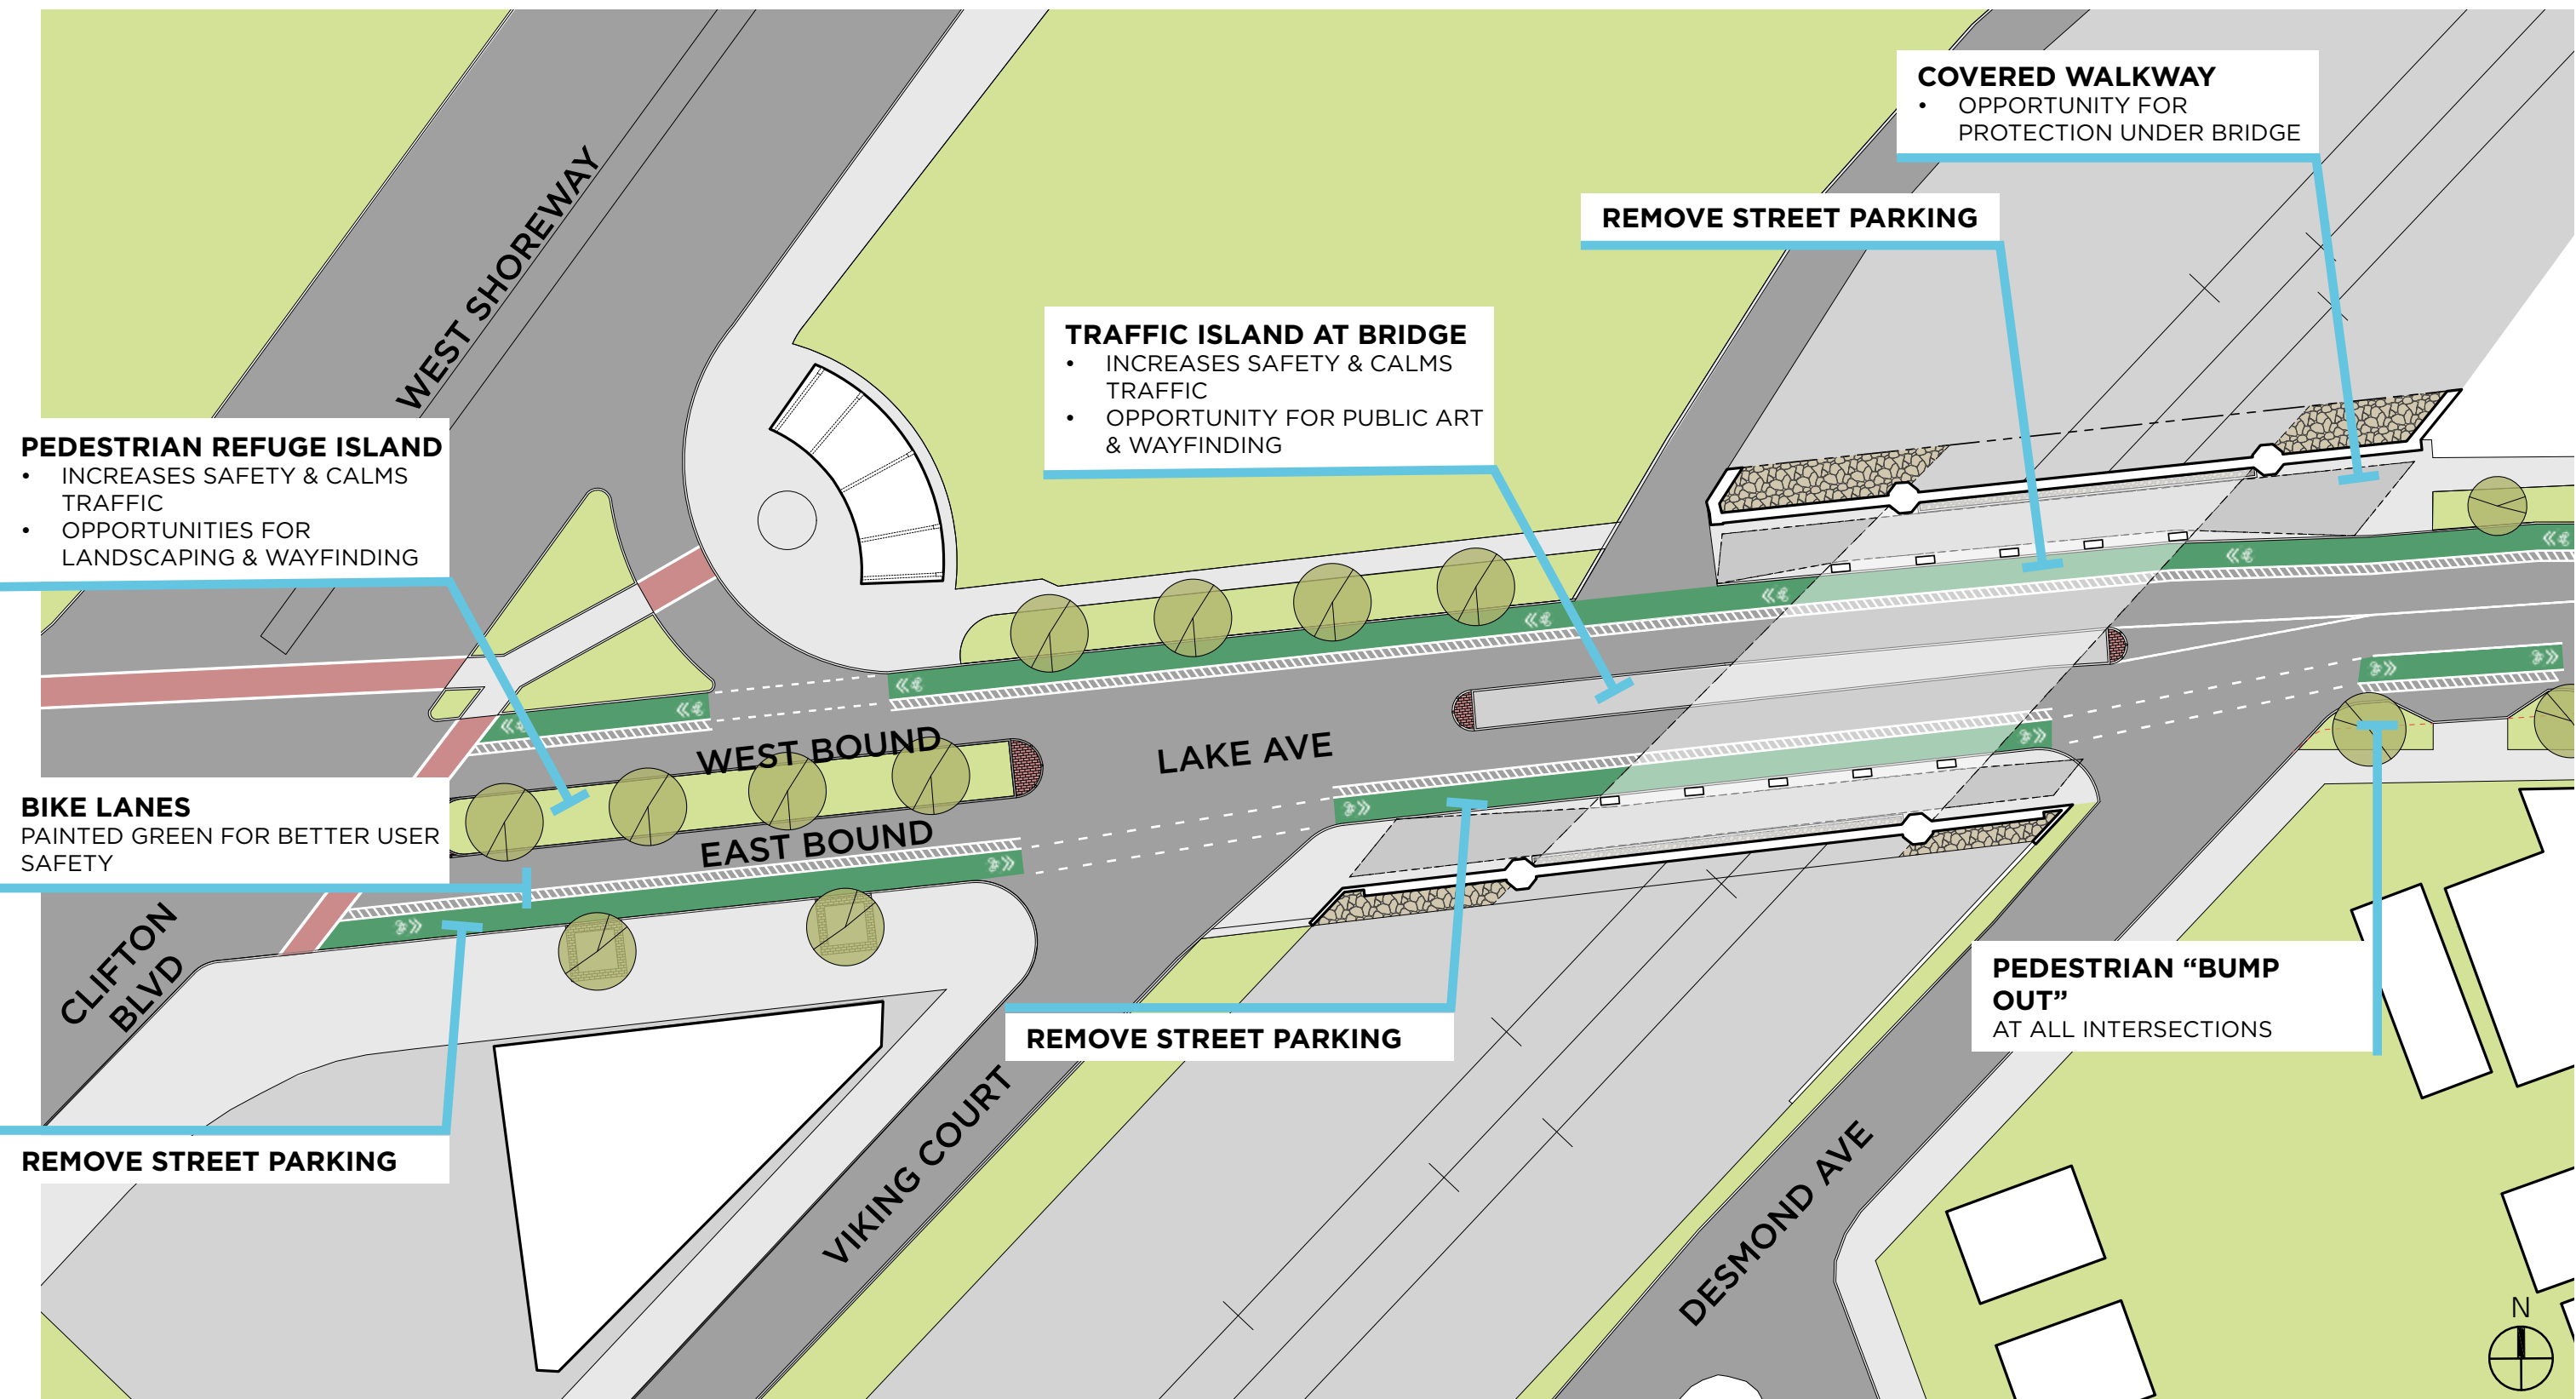 COVERED WALKWAY
• OPPORTUNITY FOR
PROTECTION UNDER BRIDGE
REMOVE STREET PARKING
WEST SHOREWAY
TRAFFIC ISLAND AT BRIDGE
• INCREASES SAFETY & CALMS
TRAFFIC
• OPPORTUNITY FOR PUBLIC ART
& WAYFINDING
PEDESTRIAN REFUGE ISLAND
• INCREASES SAFETY & CALMS
TRAFFIC
• OPPORTUNITIES FOR
LANDSCAPING & WAYFINDING
WEST BOUND
LAKE AVE
BIKE LANES
PAINTED GREEN FOR BETTER USER
SAFETY
EAST BOUND
CLIFTON
BLVD
PEDESTRIAN “BUMP
OUT”
AT ALL INTERSECTIONS
REMOVE STREET PARKING
REMOVE STREET PARKING
VIKING COURT
DESMOND AVE
N